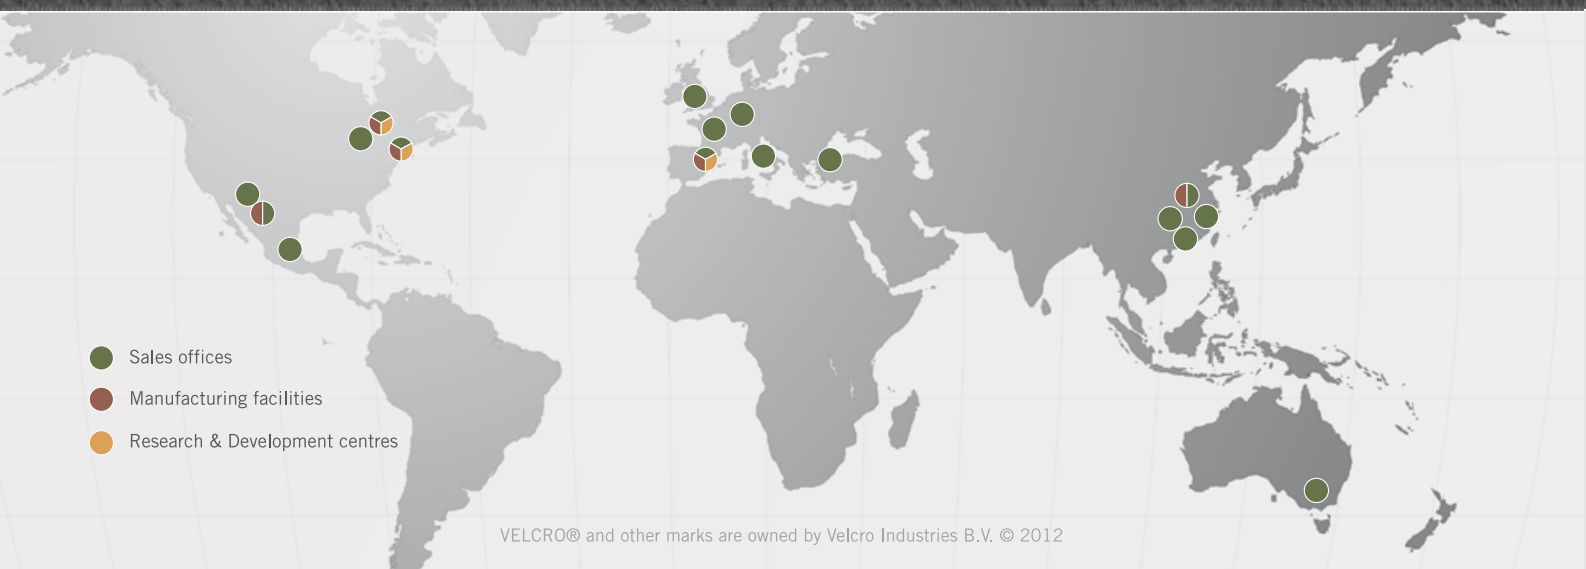 Sales offices
Manufacturing facilities
Research & Development centres
VELCRO® and other marks are owned by Velcro Industries B.V. © 2012